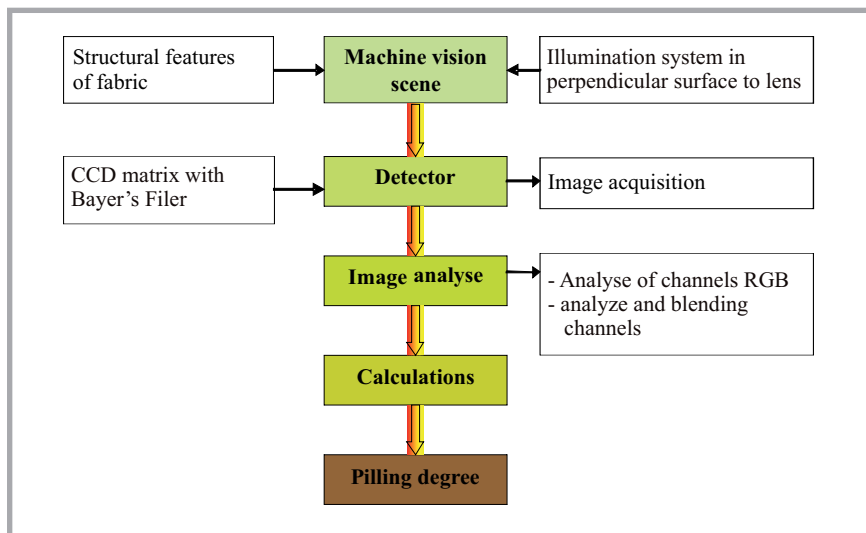 Structural features
of fabric
Machine vision
scene
Illumination system in
perpendicular surface to lens
CCD matrix with
Bayer's Filer
Detector
Image acquisition
Image analyse
- Analyse of channels RGB
- analyze and blending
channels
Calculations
Pilling degree